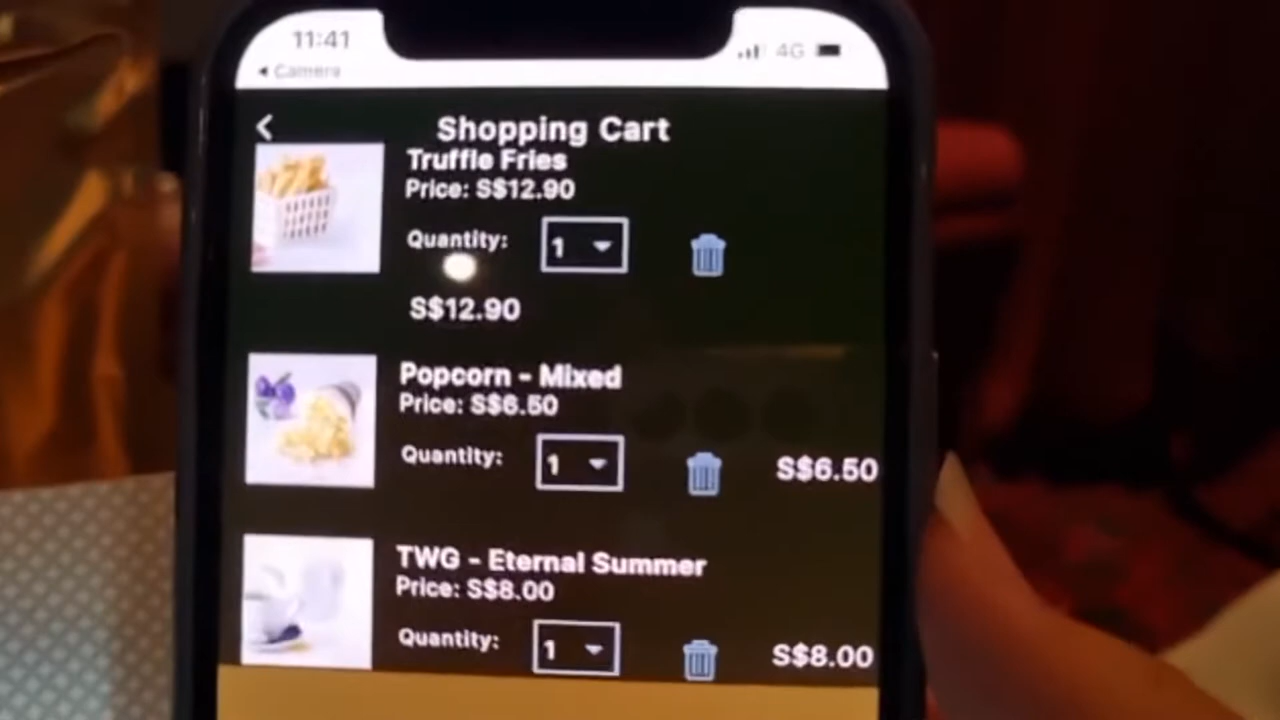 11:41
4G
Camera
Shopping Cart
Truffle Fries
Price: S$12.90
Quantity:
1
S$12.90
Popcorn - Mixed
Price: S$6.50
Quantity:
1
S$6.50
TWG - Eternal Summer
Price: S$8.00
Quantity:
1
S$8.00